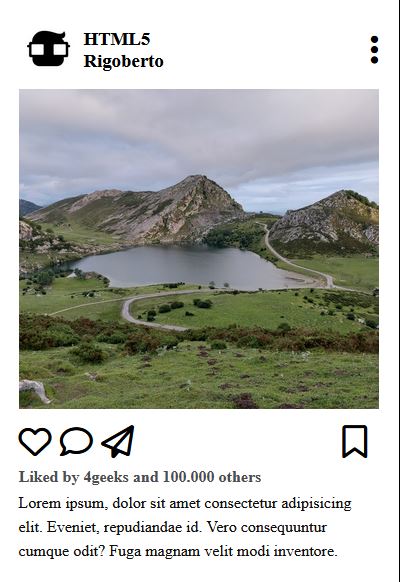 HTML5
Rigoberto
Liked by 4geeks and 100.000 others
Lorem ipsum, dolor sit amet consectetur adipisicing
elit. Eveniet, repudiandae id. Vero consequuntur
cumque odit? Fuga magnam velit modi inventore.